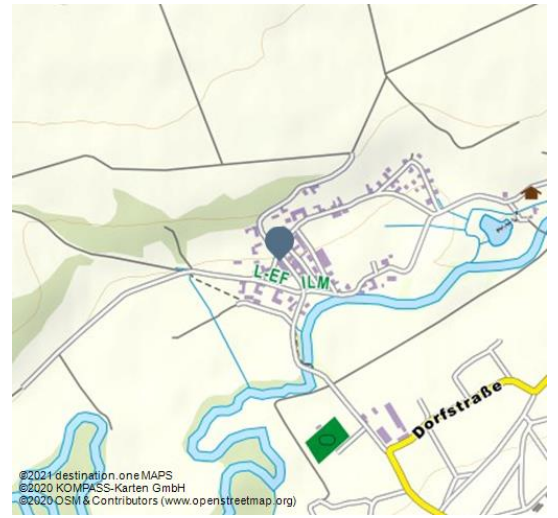 ILM
Dorfstraße
©2021 destination.one MAPS
©2020 KOMPASS-Karten GmbH
©2020 OSM & Contributors (www.openstreetmap.org)